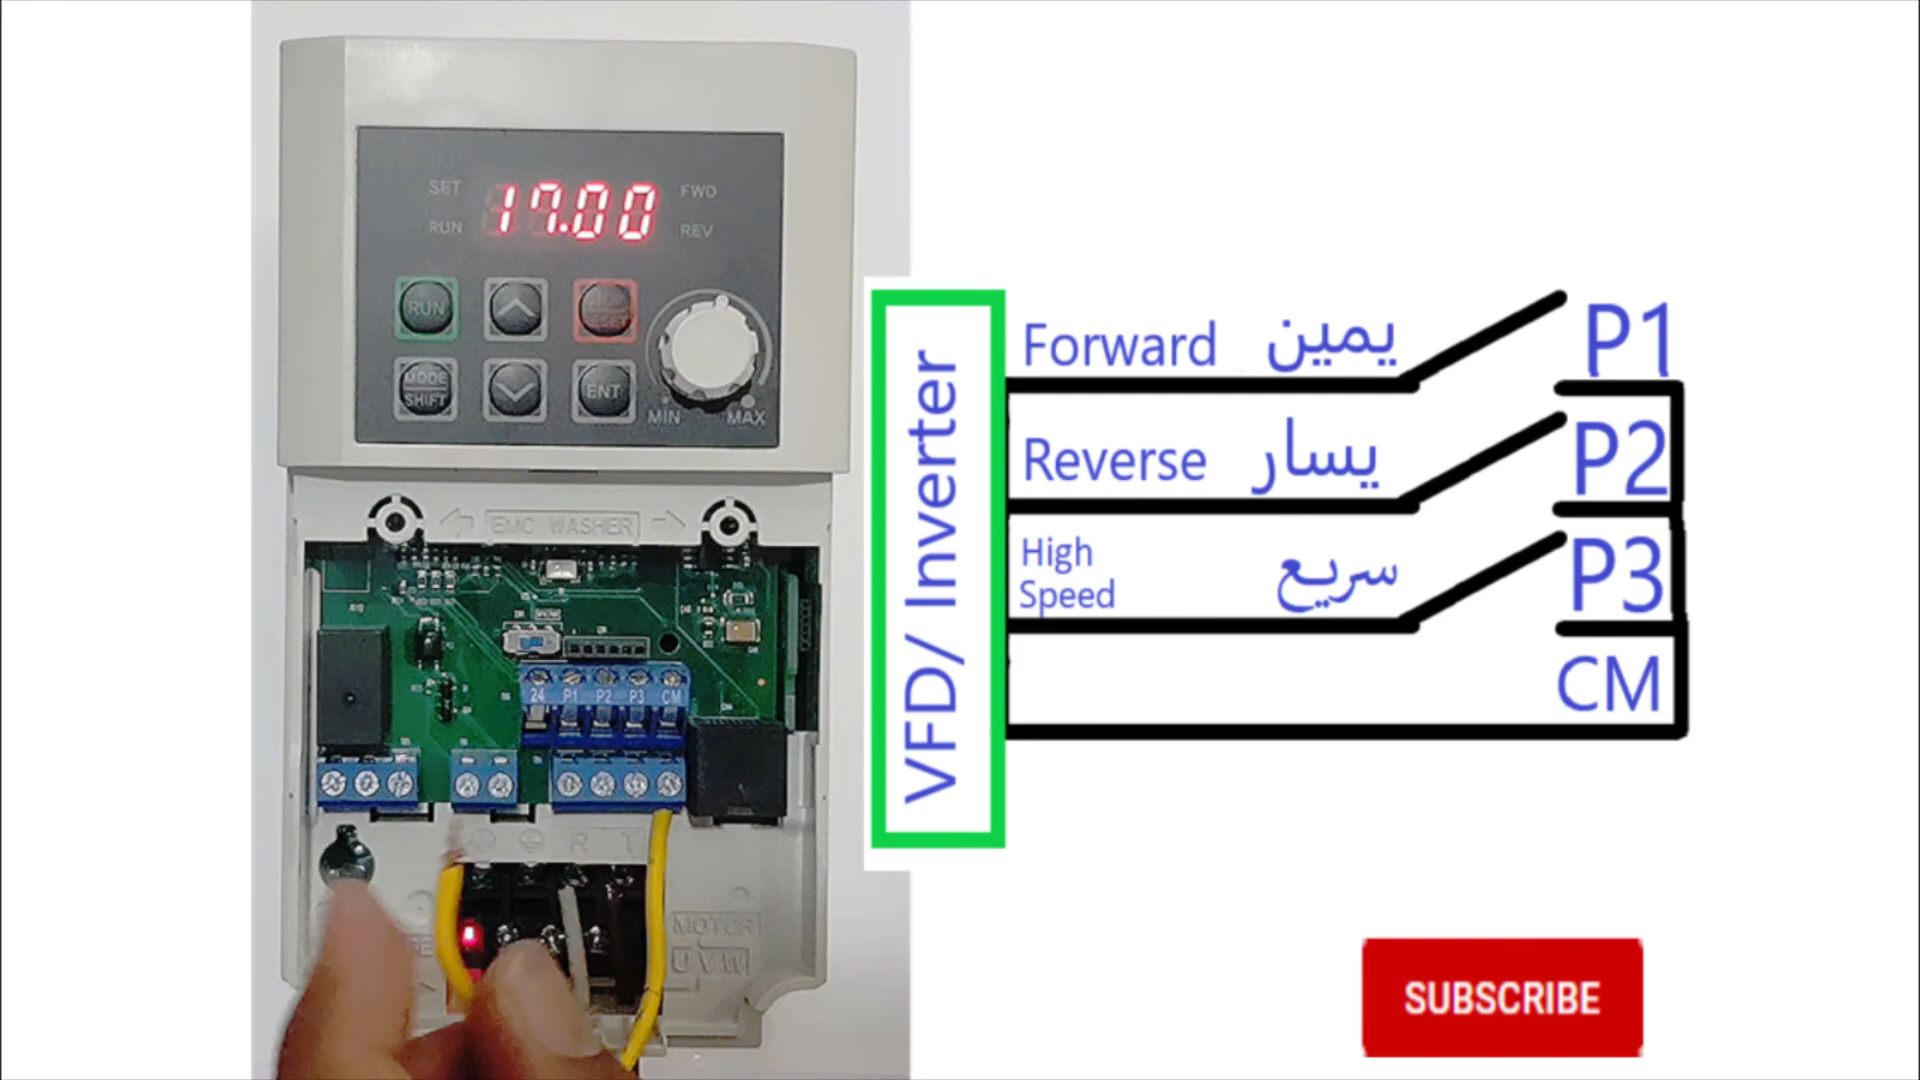 SET
17.00
FWD
RUN
REV
RUN
MODE
SHIFT
ENT
MIN
MAX
EMC WASHER
24 P1 P2 P3 CM
R T
MOTOR
U V W
VFD/ Inverter
Forward يمين P1
Reverse يسار P2
High
Speed
سريع P3
CM
SUBSCRIBE